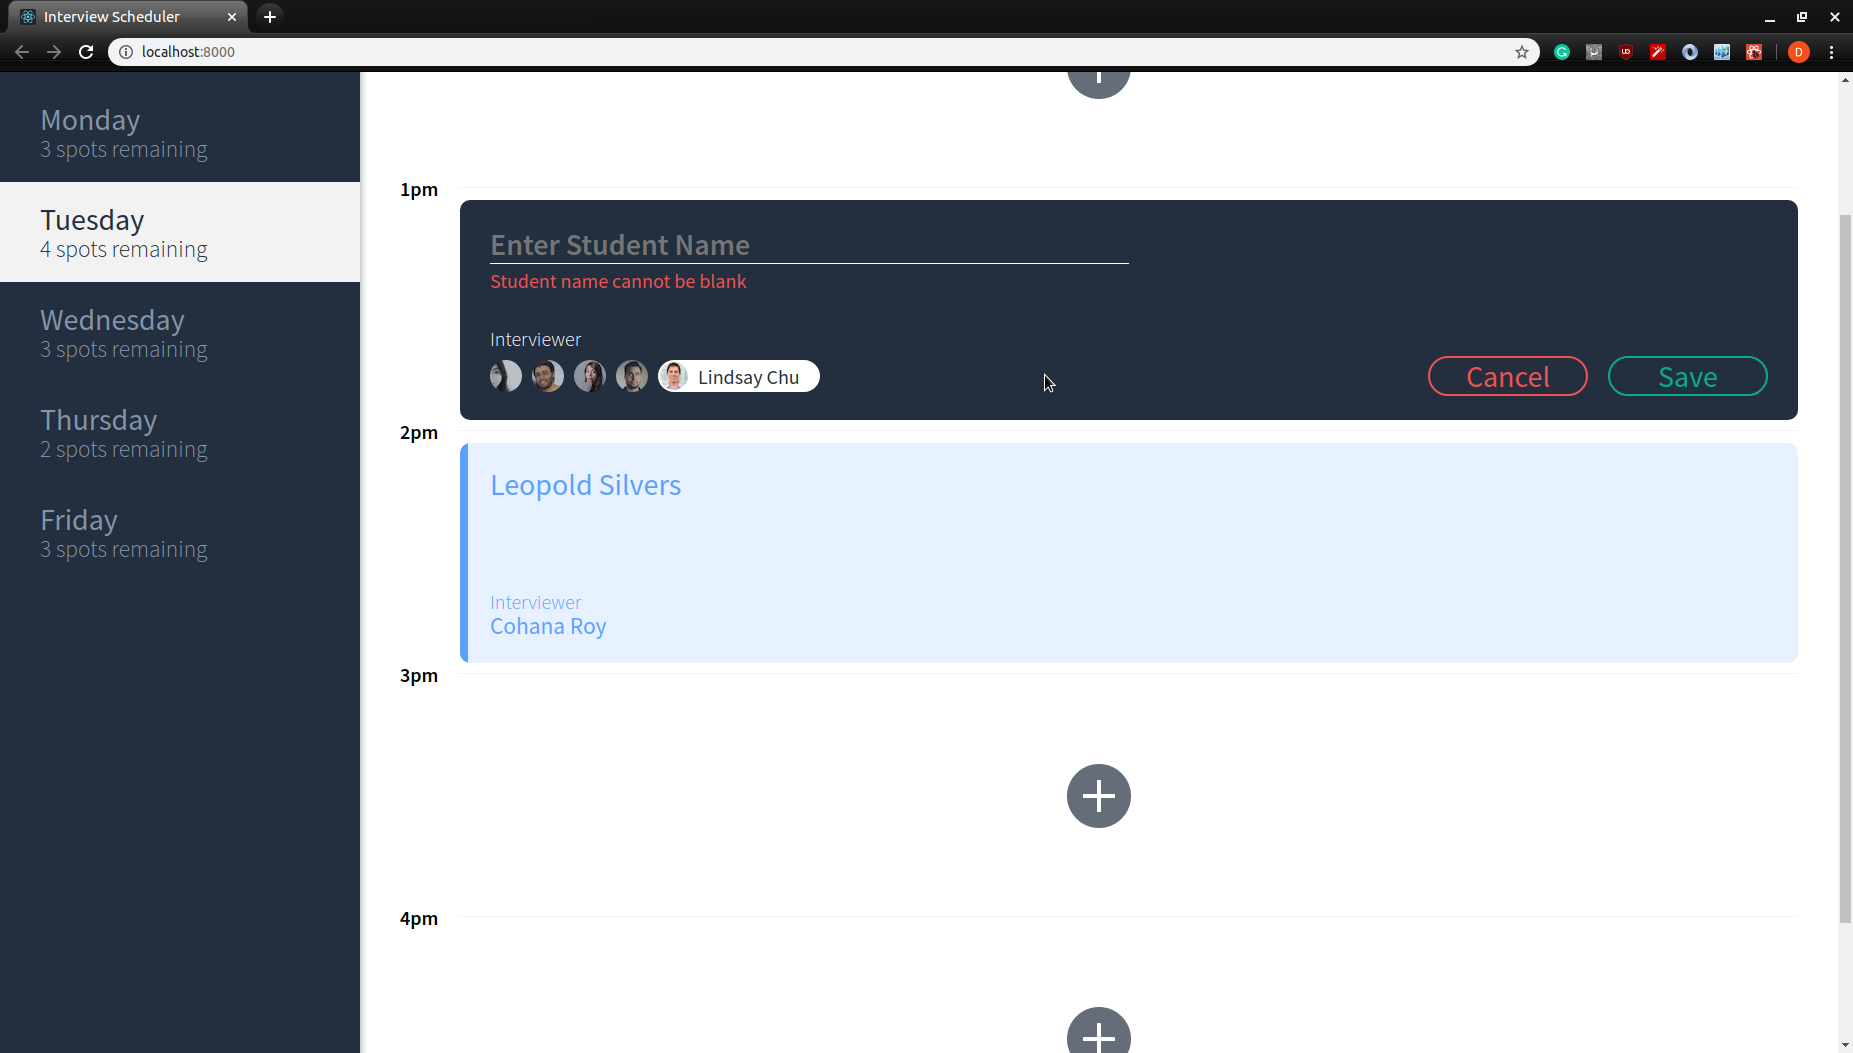 Interview Scheduler
localhost:8000
D
Monday
3 spots remaining
Tuesday
4 spots remaining
Wednesday
3 spots remaining
Thursday
2 spots remaining
Friday
3 spots remaining
1pm
Enter Student Name
Student name cannot be blank
Interviewer
Lindsay Chu
Cancel
Save
2pm
Leopold Silvers
Interviewer
Cohana Roy
3pm
4pm